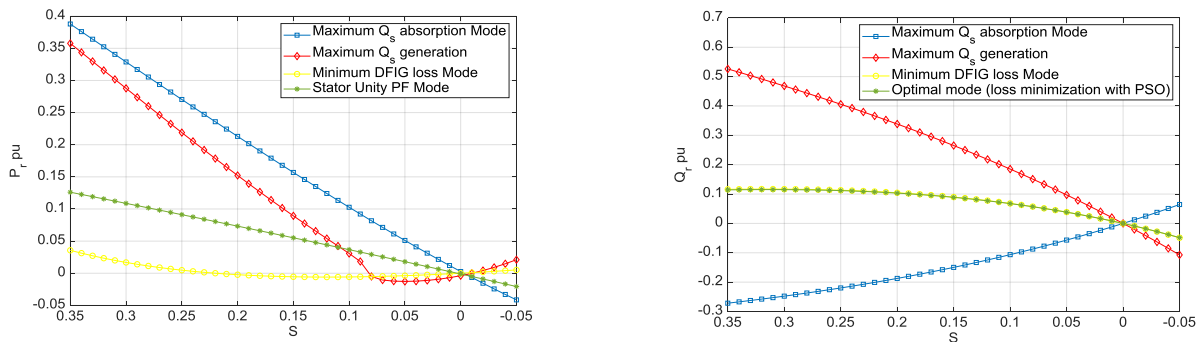 0.4
0.35
0.3
0.25
0.2
0.15
0.1
0.05
0
-0.05
P_r pu
Maximum Q_s absorption Mode
Maximum Q_s generation
Minimum DFIG loss Mode
Stator Unity PF Mode
0.35 0.3 0.25 0.2 0.15 0.1 0.05 0 -0.05
S
0.7
0.6
0.5
0.4
0.3
0.2
0.1
0
-0.1
-0.2
-0.3
Q_r pu
Maximum Q_s absorption Mode
Maximum Q_s generation
Minimum DFIG loss Mode
Optimal mode (loss minimization with PSO)
0.35 0.3 0.25 0.2 0.15 0.1 0.05 0 -0.05
S